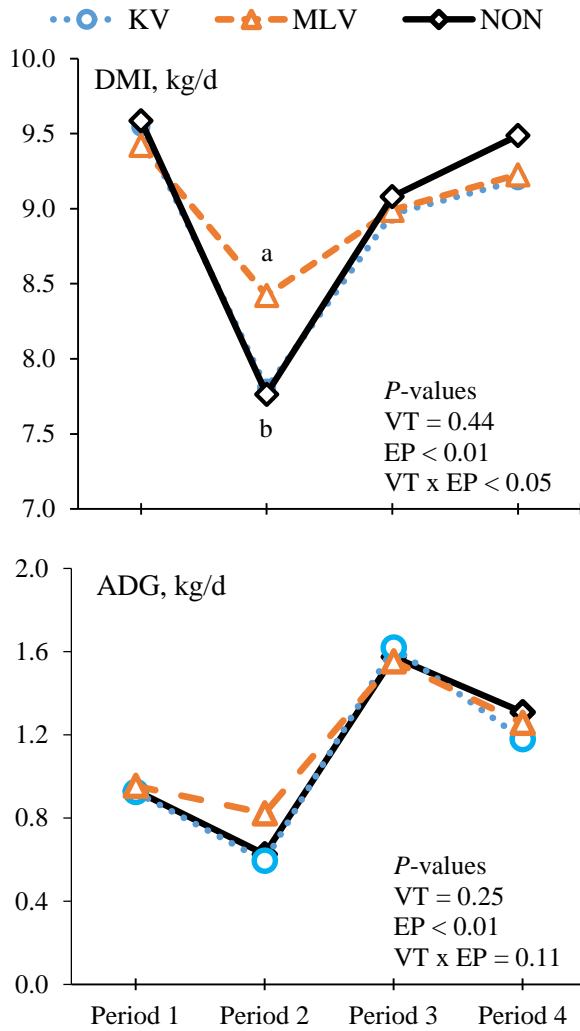 KV MLV NON
DMI, kg/d
10.0
9.5
9.0
8.5
8.0
7.5
7.0
a
b
P-values
VT = 0.44
EP < 0.01
VT x EP < 0.05
ADG, kg/d
2.0
1.6
1.2
0.8
0.4
0.0
P-values
VT = 0.25
EP < 0.01
VT x EP = 0.11
Period 1 Period 2 Period 3 Period 4